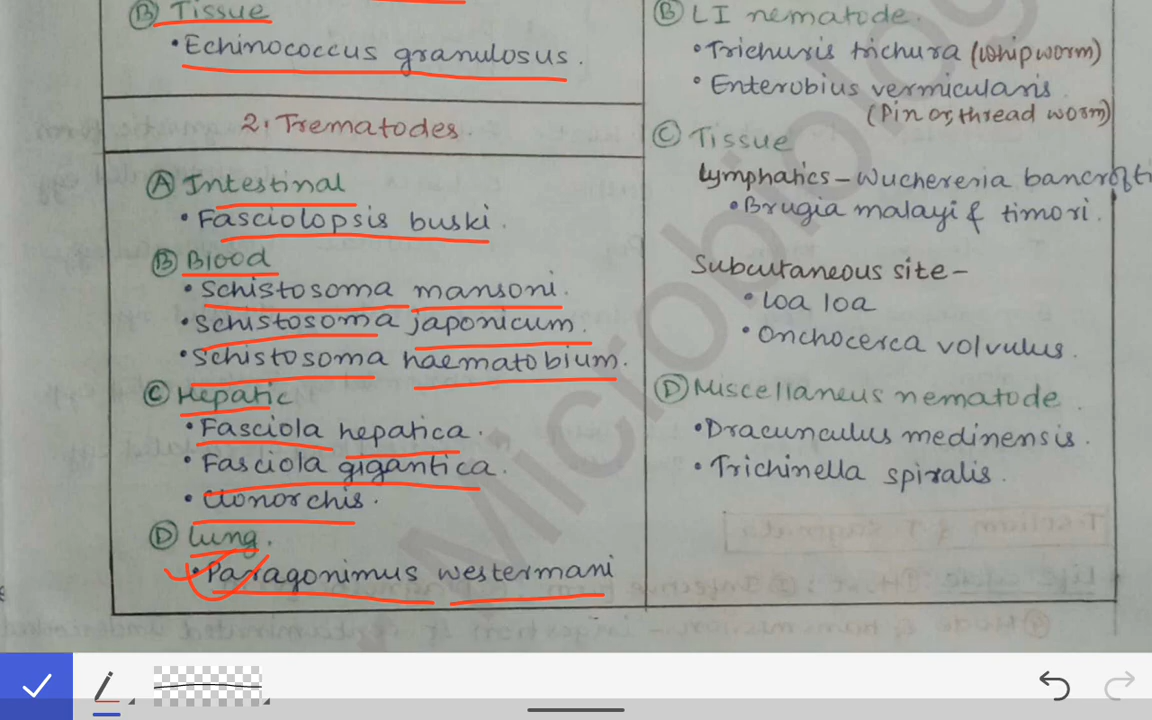 Ⓑ Tissue
• Echinococcus granulosus.
2. Trematodes.
Ⓐ Intestinal
• Fasciolopsis buski.
Ⓑ Blood
• Schistosoma mansoni.
• Schistosoma japonicum.
• Schistosoma haematobium.
Ⓒ Hepatic
• Fasciola hepatica.
• Fasciola gigantica.
• Clonorchis.
Ⓓ Lung.
• Paragonimus westermani
Ⓑ LI nematode.
• Trichuris trichura (whipworm)
• Enterobius vermicularis
(Pin or thread worm)
Ⓒ Tissue
Lymphatics – Wuchereria bancrofti
• Brugia malayi & timori.
Subcutaneous site –
• Loa loa
• Onchocerca volvulus.
Ⓓ Miscellaneus nematode.
• Dracunculus medinensis.
• Trichinella spiralis.
Microbiolog